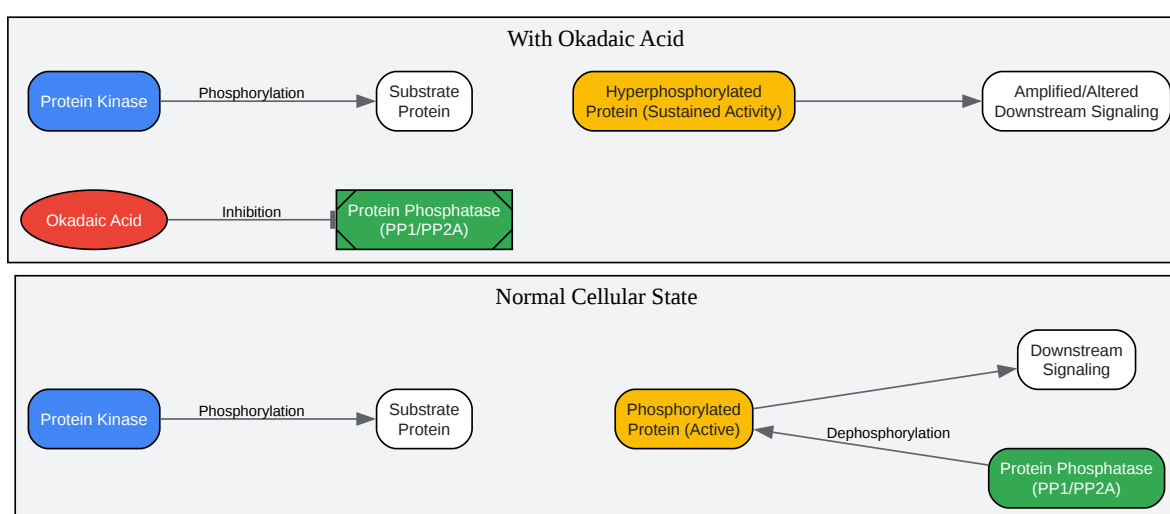 With Okadaic Acid
Protein Kinase
Phosphorylation
Substrate
Protein
Hyperphosphorylated
Protein (Sustained Activity)
Amplified/Altered
Downstream Signaling
Okadaic Acid
Inhibition
Protein Phosphatase
(PP1/PP2A)
Normal Cellular State
Protein Kinase
Phosphorylation
Substrate
Protein
Phosphorylated
Protein (Active)
Downstream
Signaling
Dephosphorylation
Protein Phosphatase
(PP1/PP2A)